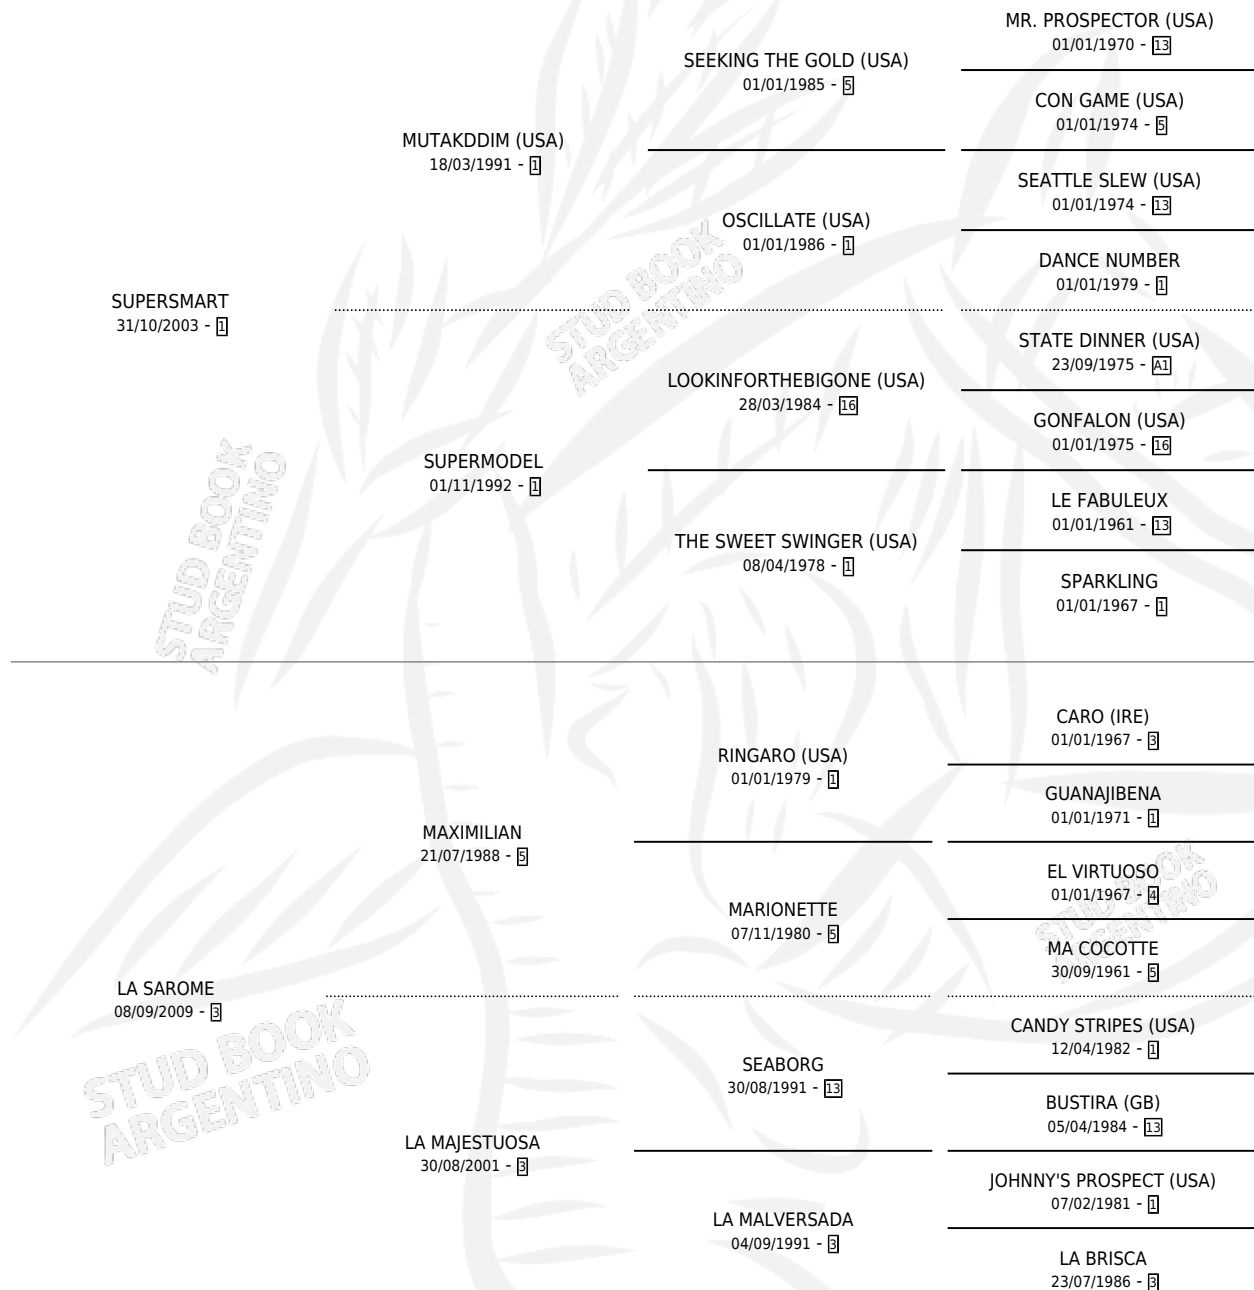 MR. PROSPECTOR (USA)
01/01/1970 - 13
SEEKING THE GOLD (USA)
01/01/1985 - 5
CON GAME (USA)
01/01/1974 - 5
MUTAKDDIM (USA)
18/03/1991 - 1
SEATTLE SLEW (USA)
01/01/1974 - 13
OSCILLATE (USA)
01/01/1986 - 1
DANCE NUMBER
01/01/1979 - 1
SUPERSMART
31/10/2003 - 1
STUD BOOK
ARGENTINO
STATE DINNER (USA)
23/09/1975 - A1
LOOKINFORTHEBIGONE (USA)
28/03/1984 - 16
GONFALON (USA)
01/01/1975 - 16
SUPERMODEL
01/11/1992 - 1
LE FABULEUX
01/01/1961 - 13
THE SWEET SWINGER (USA)
08/04/1978 - 1
SPARKLING
01/01/1967 - 1
STUD BOOK
ARGENTINO
CARO (IRE)
01/01/1967 - 3
RINGARO (USA)
01/01/1979 - 1
GUANAJIBENA
01/01/1971 - 1
MAXIMILIAN
21/07/1988 - 5
EL VIRTUOSO
01/01/1967 - 4
MARIONETTE
07/11/1980 - 5
MA COCOTTE
30/09/1961 - 5
STUD BOOK
ARGENTINO
LA SAROME
08/09/2009 - 3
CANDY STRIPES (USA)
12/04/1982 - 1
SEABORG
30/08/1991 - 13
BUSTIRA (GB)
05/04/1984 - 13
STUD BOOK
ARGENTINO
LA MAJESTUOSA
30/08/2001 - 3
JOHNNY'S PROSPECT (USA)
07/02/1981 - 1
LA MALVERSADA
04/09/1991 - 3
LA BRISCA
23/07/1986 - 3